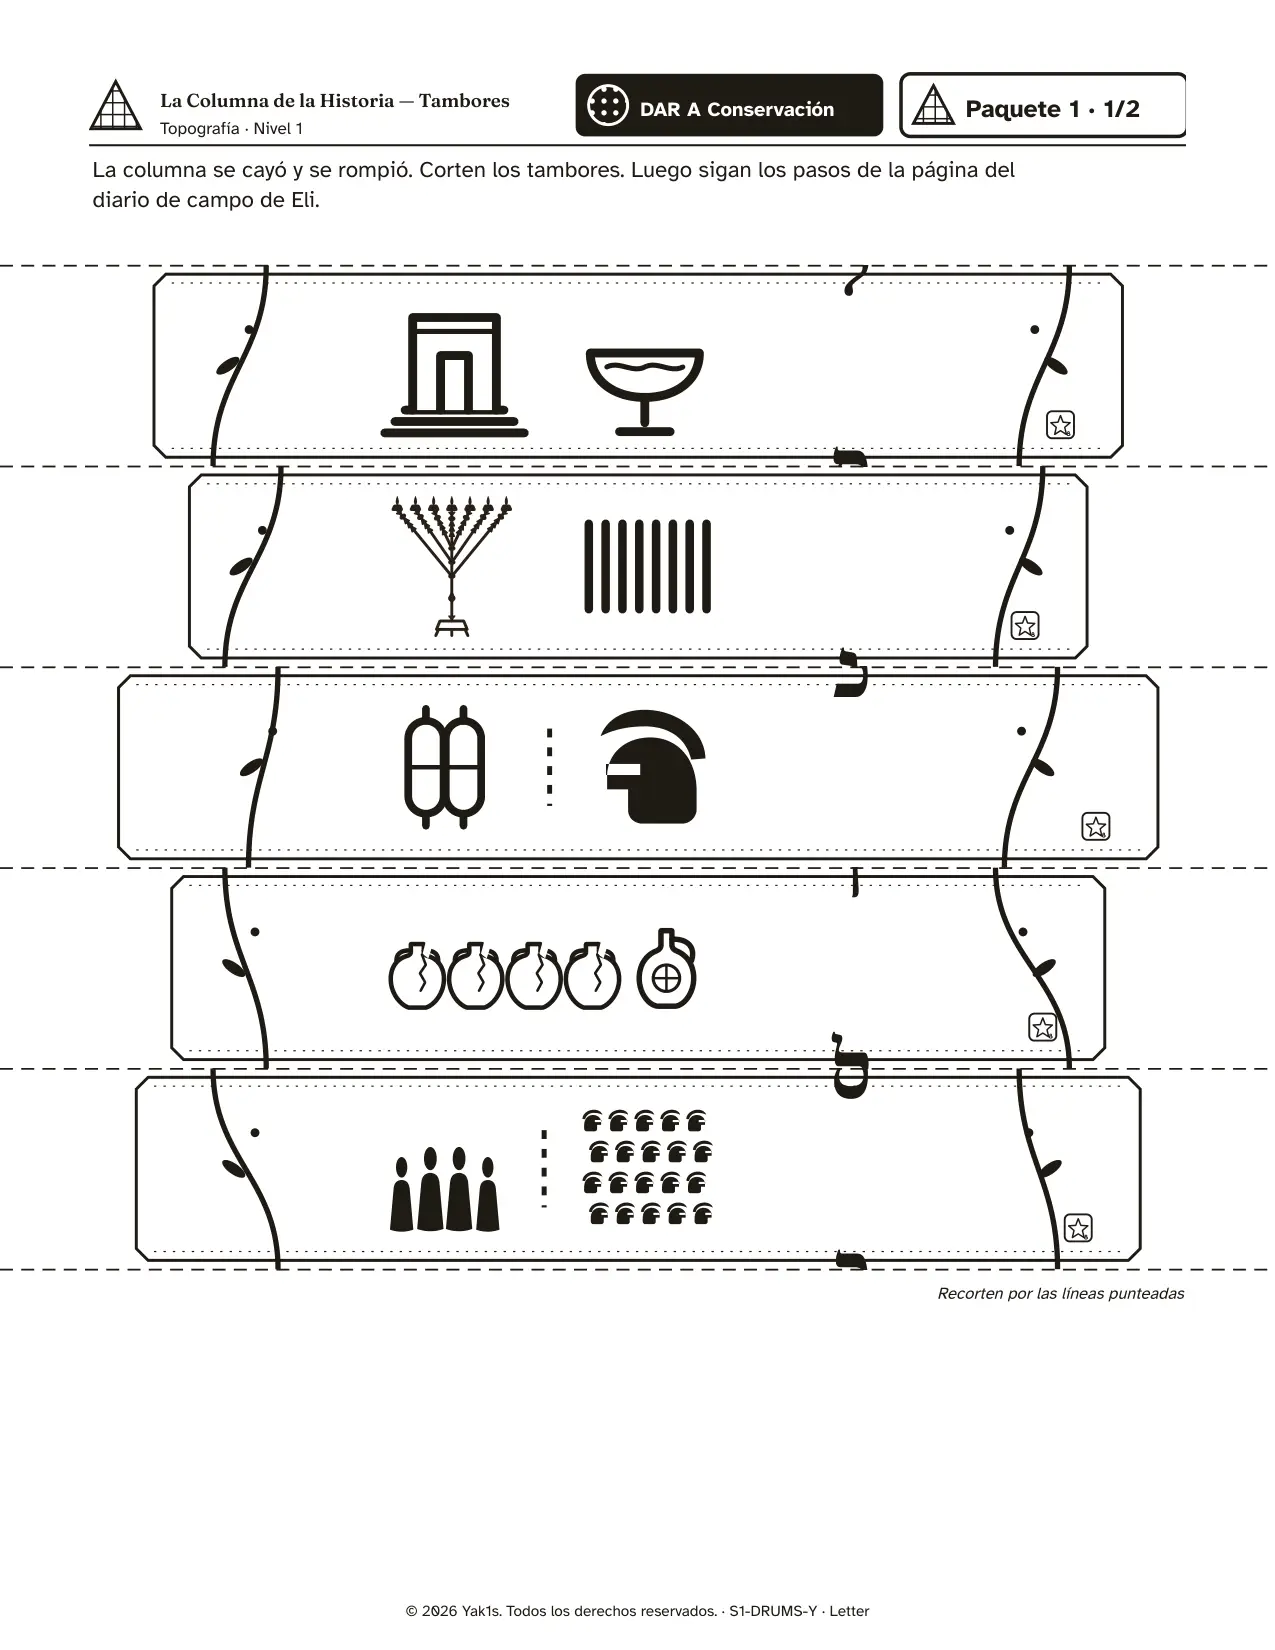 La Columna de la Historia — Tambores
Topografía · Nivel 1
DAR A Conservación
Paquete 1 · 1/2
La columna se cayó y se rompió. Corten los tambores. Luego sigan los pasos de la página del
diario de campo de Eli.
Recorten por las líneas punteadas
© 2026 Yak1s. Todos los derechos reservados. · S1-DRUMS-Y · Letter